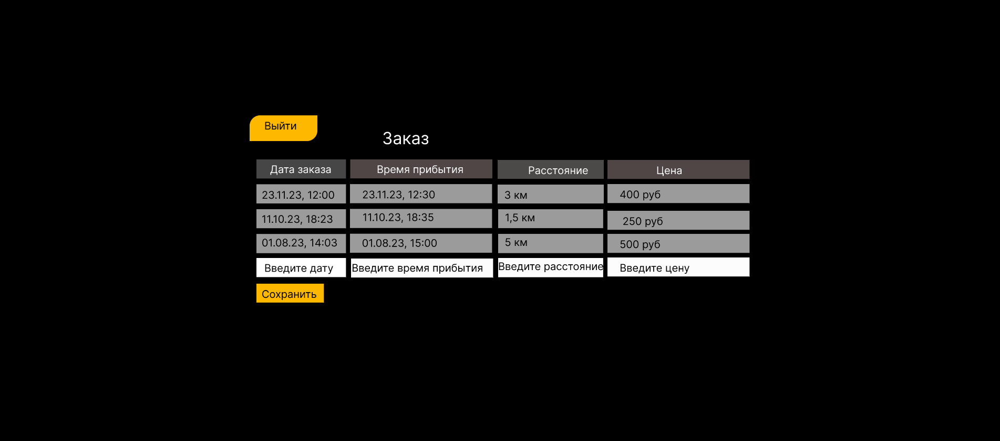 Выйти
Заказ
Дата заказа Время прибытия Расстояние Цена
23.11.23, 12:00 23.11.23, 12:30 3 км 400 руб
11.10.23, 18:23 11.10.23, 18:35 1,5 км 250 руб
01.08.23, 14:03 01.08.23, 15:00 5 км 500 руб
Введите дату Введите время прибытия Введите расстояние Введите цену
Сохранить